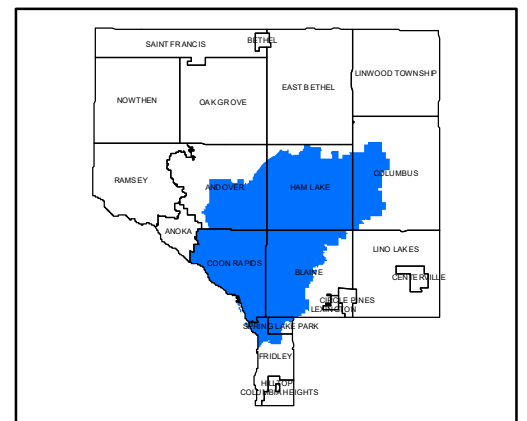 BETHEL
SAINT FRANCIS
LINWOOD TOWNSHIP
EAST BETHEL
NOWTHEN
OAK GROVE
COLUMBUS
RAMSEY
ANDOVER
HAM LAKE
ANOKA
LINO LAKES
COON RAPIDS
BLAINE
CENTERVILLE
CIRCLE PINES
LEXINGTON
SPRING LAKE PARK
FRIDLEY
HILLTOP
COLUMBIA HEIGHTS